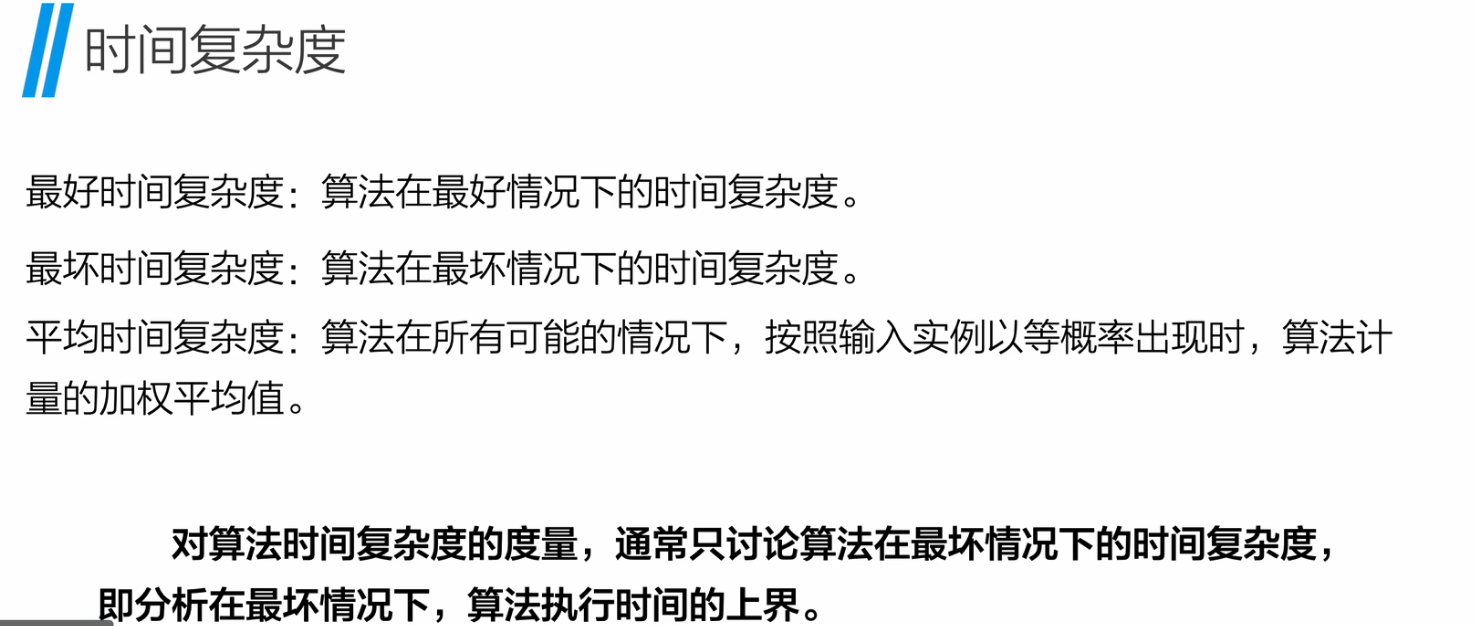 时间复杂度
最好时间复杂度：算法在最好情况下的时间复杂度。
最坏时间复杂度：算法在最坏情况下的时间复杂度。
平均时间复杂度：算法在所有可能的情况下，按照输入实例以等概率出现时，算法计
量的加权平均值。
对算法时间复杂度的度量，通常只讨论算法在最坏情况下的时间复杂度，
即分析在最坏情况下，算法执行时间的上界。